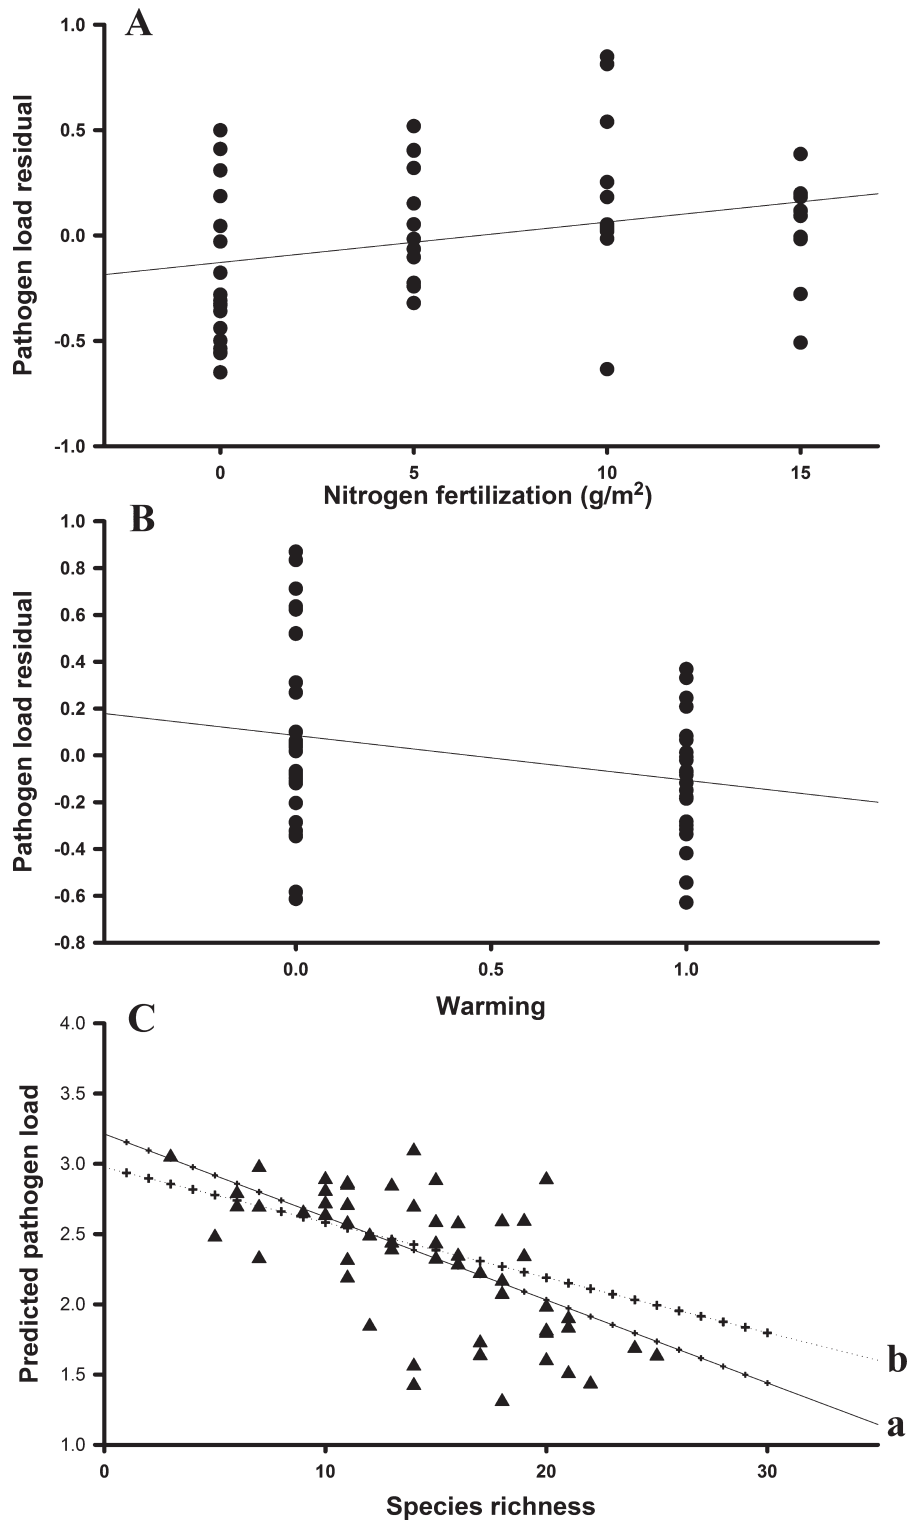 A
1.0
0.5
0.0
-0.5
-1.0
Pathogen load residual
0 5 10 15
Nitrogen fertilization (g/m²)
B
1.0
0.8
0.6
0.4
0.2
0.0
-0.2
-0.4
-0.6
-0.8
Pathogen load residual
0.0 0.5 1.0
Warming
C
4.0
3.5
3.0
2.5
2.0
1.5
1.0
Predicted pathogen load
b
a
0 10 20 30
Species richness